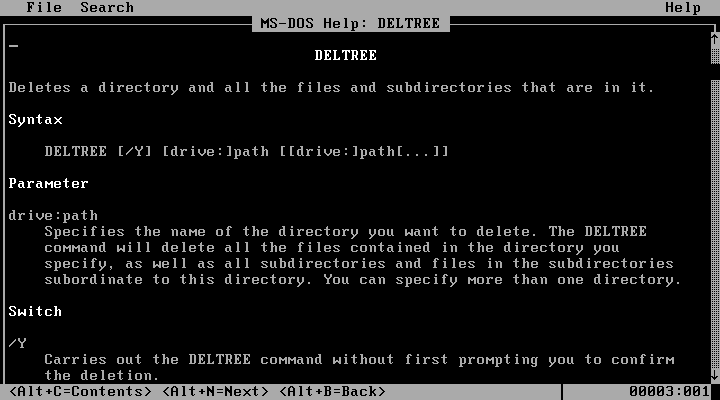 File Search Help
MS-DOS Help: DELTREE
DELTREE
Deletes a directory and all the files and subdirectories that are in it.
Syntax
DELTREE [/Y] [drive:]path [[drive:]path[...]]
Parameter
drive:path
Specifies the name of the directory you want to delete. The DELTREE
command will delete all the files contained in the directory you
specify, as well as all subdirectories and files in the subdirectories
subordinate to this directory. You can specify more than one directory.
Switch
/Y
Carries out the DELTREE command without first prompting you to confirm
the deletion.
<Alt+C=Contents> <Alt+N=Next> <Alt+B=Back> 00003:001